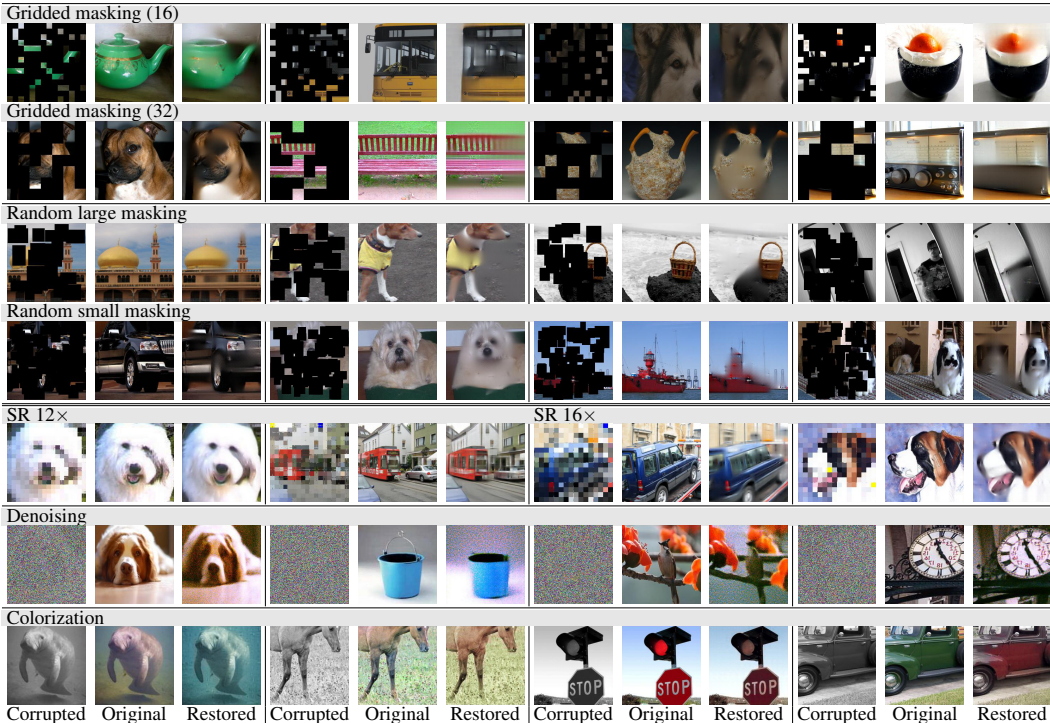 Gridded masking (16)
Gridded masking (32)
Random large masking
Random small masking
SR 12×
SR 16×
Denoising
Colorization
STOP
STOP
STOP
Corrupted
Original
Restored
Corrupted
Original
Restored
Corrupted
Original
Restored
Corrupted
Original
Restored